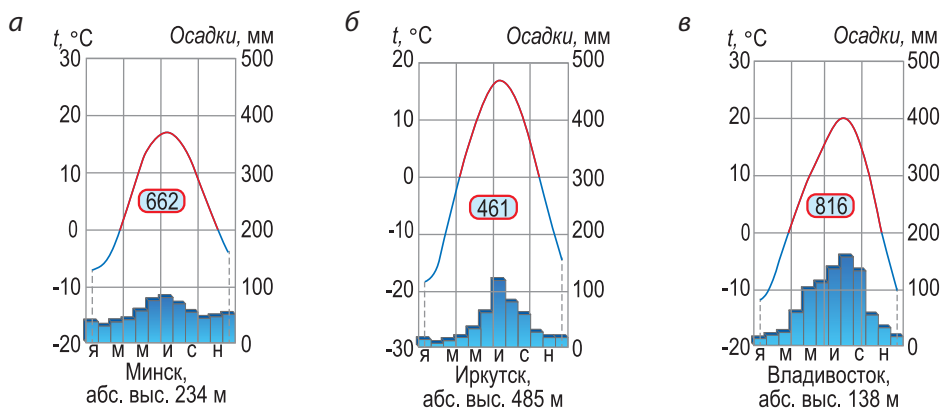 а
t, °C Осадки, мм
30 500
20 400
10 300
662
0 200
-10 100
-20 0
Я М М И С Н
Минск,
абс. выс. 234 м
б
t, °C Осадки, мм
20 500
10 400
0 300
461
-10 200
-20 100
-30 0
Я М М И С Н
Иркутск,
абс. выс. 485 м
в
t, °C Осадки, мм
30 500
20 400
10 300
816
0 200
-10 100
-20 0
Я М М И С Н
Владивосток,
абс. выс. 138 м